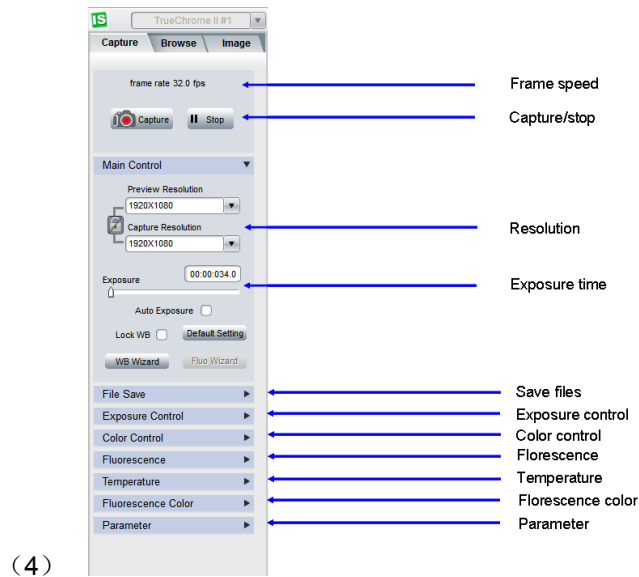 IS TrueChrome II #1
Capture Browse Image
frame rate 32.0 fps Frame speed
Capture Stop Capture/stop
Main Control
Preview Resolution
1920X1080
Capture Resolution Resolution
1920X1080
Exposure 00:00:034.0 Exposure time
Auto Exposure
Lock WB Default Setting
WB Wizard Fluo Wizard
File Save Save files
Exposure Control Exposure control
Color Control Color control
Fluorescence Florescence
Temperature Temperature
Fluorescence Color Florescence color
Parameter Parameter
（4）